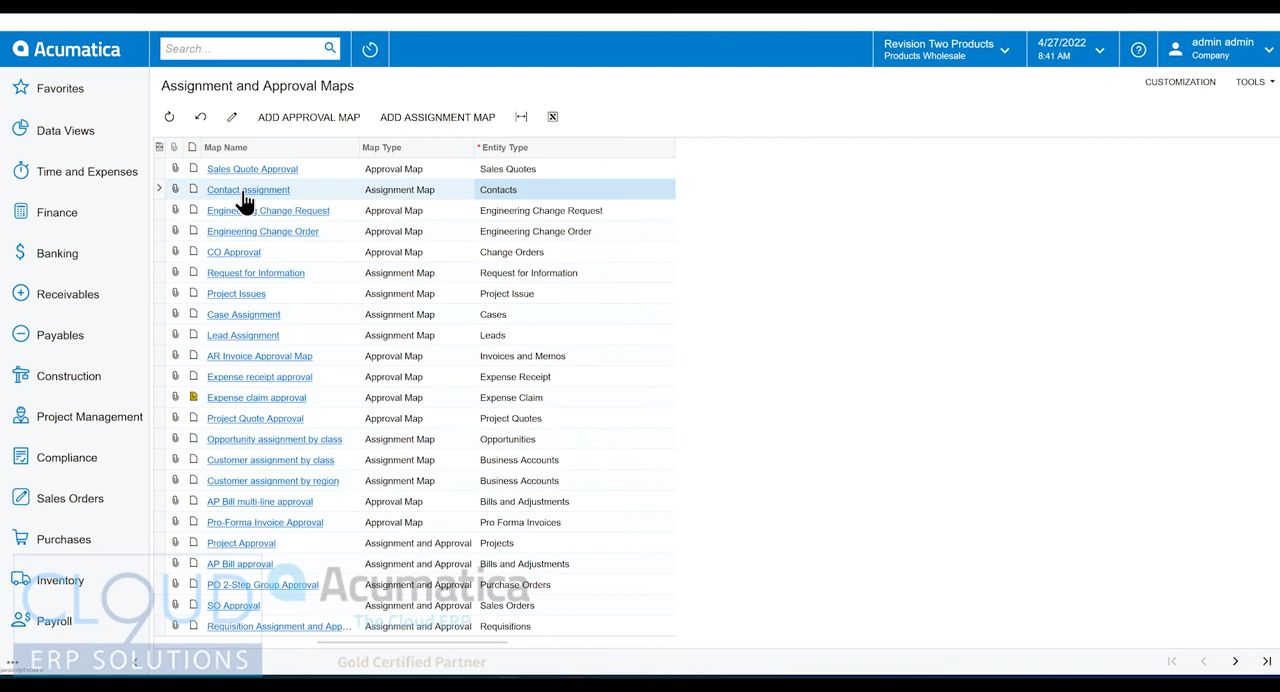 Acumatica
Search...
Revision Two Products
Products Wholesale
4/27/2022
8:41 AM
admin admin
Company
Favorites
Data Views
Time and Expenses
Finance
Banking
Receivables
Payables
Construction
Project Management
Compliance
Sales Orders
Purchases
Inventory
Payroll
Assignment and Approval Maps
CUSTOMIZATION TOOLS
ADD APPROVAL MAP ADD ASSIGNMENT MAP
Map Name Map Type * Entity Type
Sales Quote Approval Approval Map Sales Quotes
Contact assignment Assignment Map Contacts
Engineering Change Request Approval Map Engineering Change Request
Engineering Change Order Approval Map Engineering Change Order
CO Approval Approval Map Change Orders
Request for Information Assignment Map Request for Information
Project Issues Assignment Map Project Issue
Case Assignment Assignment Map Cases
Lead Assignment Assignment Map Leads
AR Invoice Approval Map Approval Map Invoices and Memos
Expense receipt approval Approval Map Expense Receipt
Expense claim approval Approval Map Expense Claim
Project Quote Approval Approval Map Project Quotes
Opportunity assignment by class Assignment Map Opportunities
Customer assignment by class Assignment Map Business Accounts
Customer assignment by region Assignment Map Business Accounts
AP Bill multi-line approval Approval Map Bills and Adjustments
Pro-Forma Invoice Approval Approval Map Pro Forma Invoices
Project Approval Assignment and Approval Projects
AP Bill approval Assignment and Approval Bills and Adjustments
PO 2-Step Group Approval Assignment and Approval Purchase Orders
SO Approval Assignment and Approval Sales Orders
Requisition Assignment and App... Assignment and Approval Requisitions
CLOUD 9
ERP SOLUTIONS
Acumatica
The Cloud ERP
Gold Certified Partner